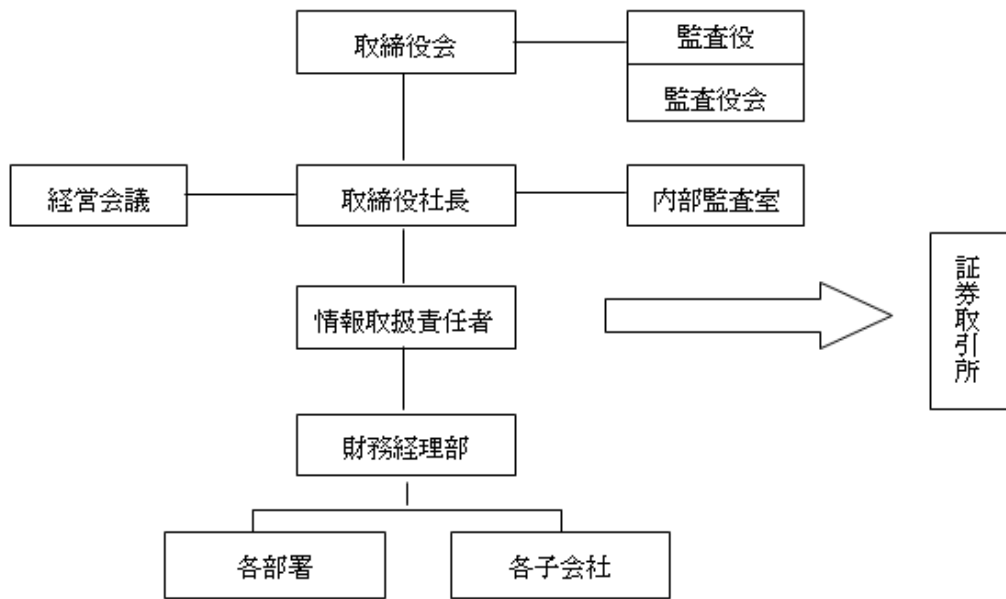 取締役会
監査役
監査役会
経営会議
取締役社長
内部監査室
情報取扱責任者
証券取引所
財務経理部
各部署
各子会社